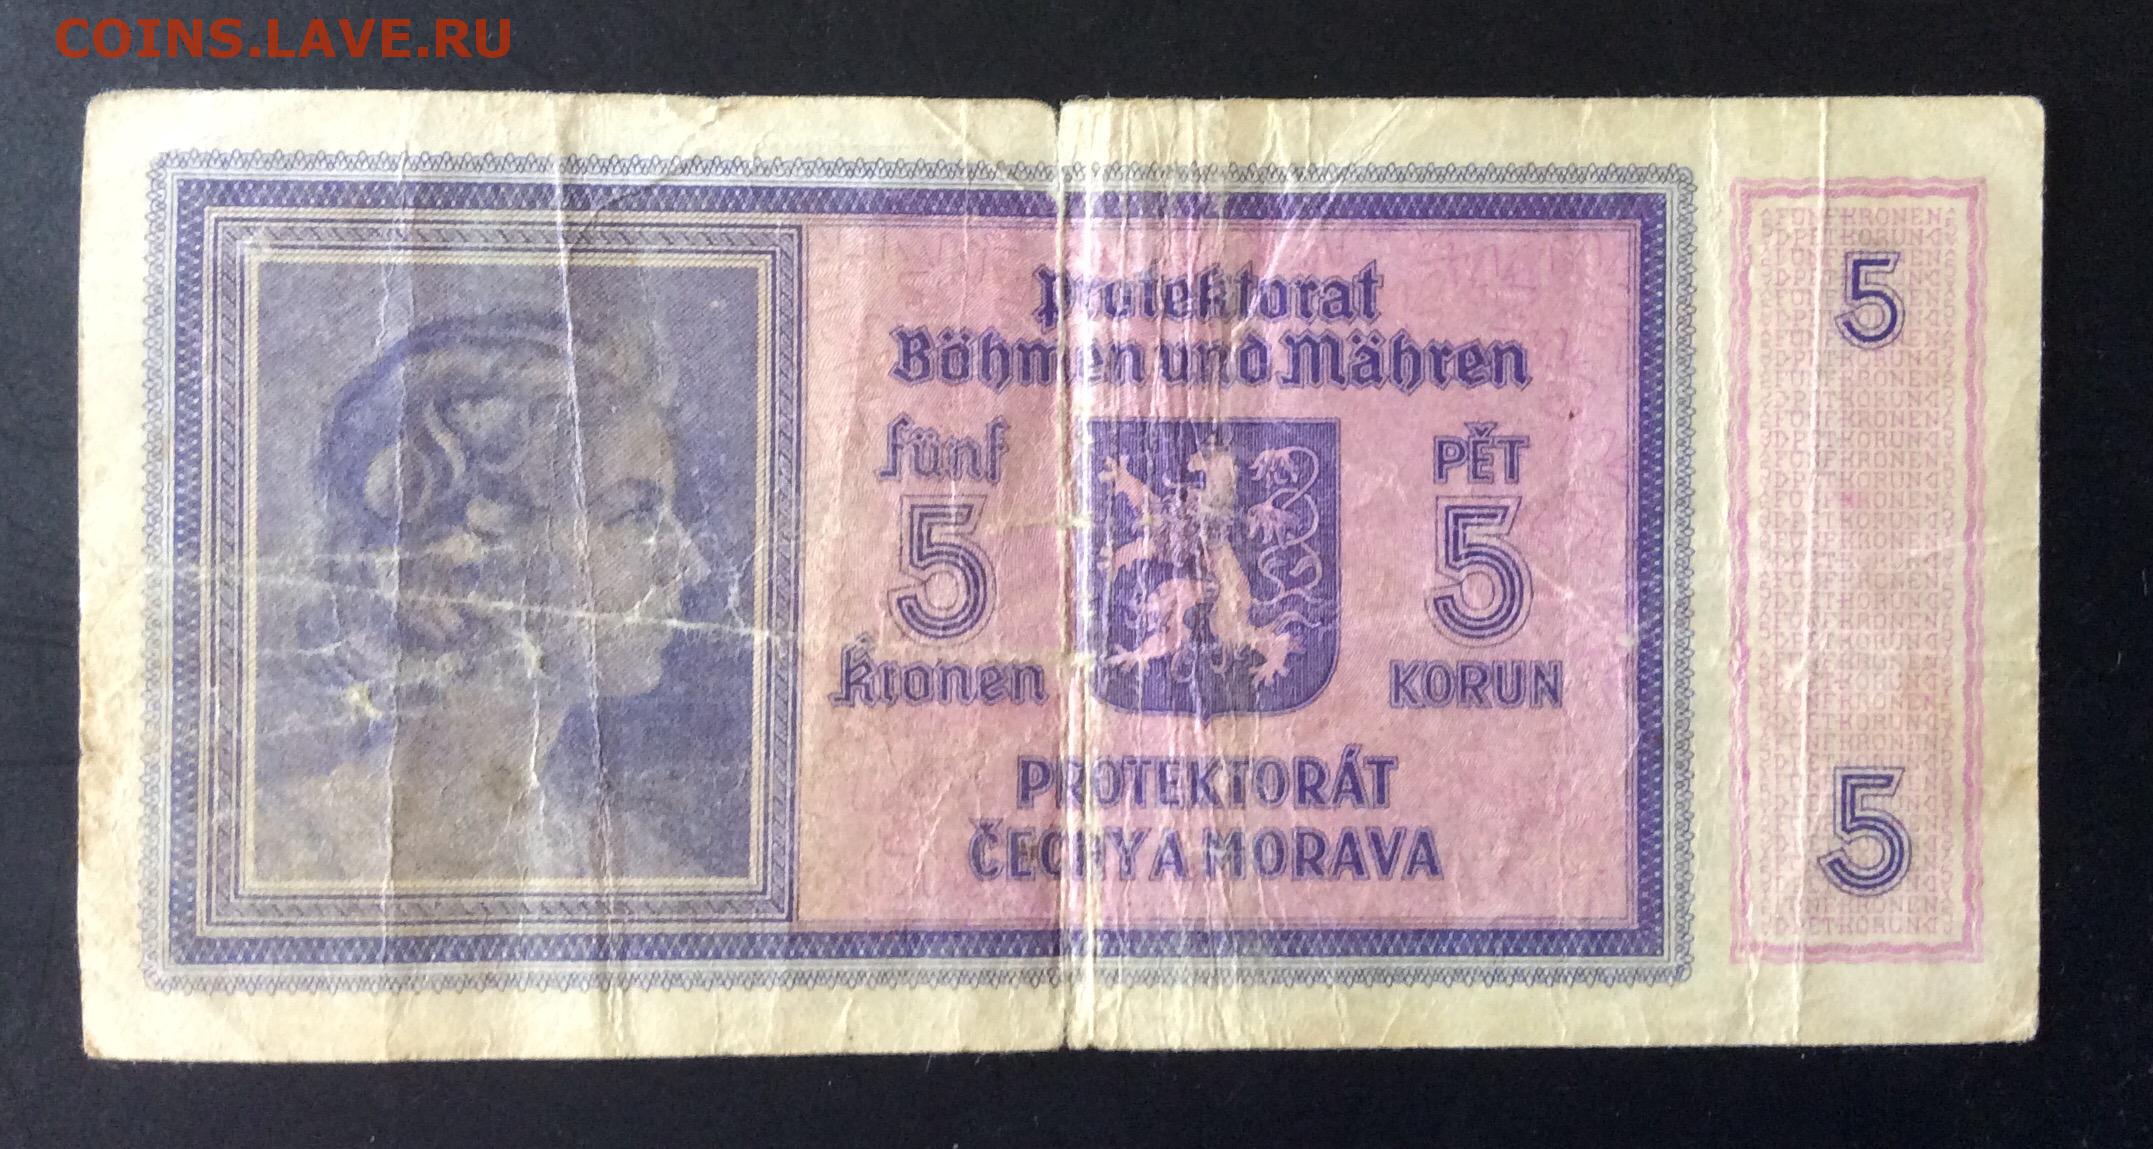 COINS.LAVE.RU
Protektorat
Böhmen und Mähren
fünf
5
Kronen
PĚT
5
KORUN
PROTEKTORÁT
ČECHY A MORAVA
5
5